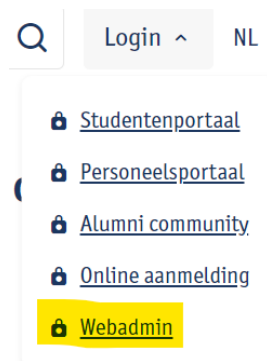 Login NL
Studentenportaal
Personeelsportaal
Alumni community
Online aanmelding
Webadmin